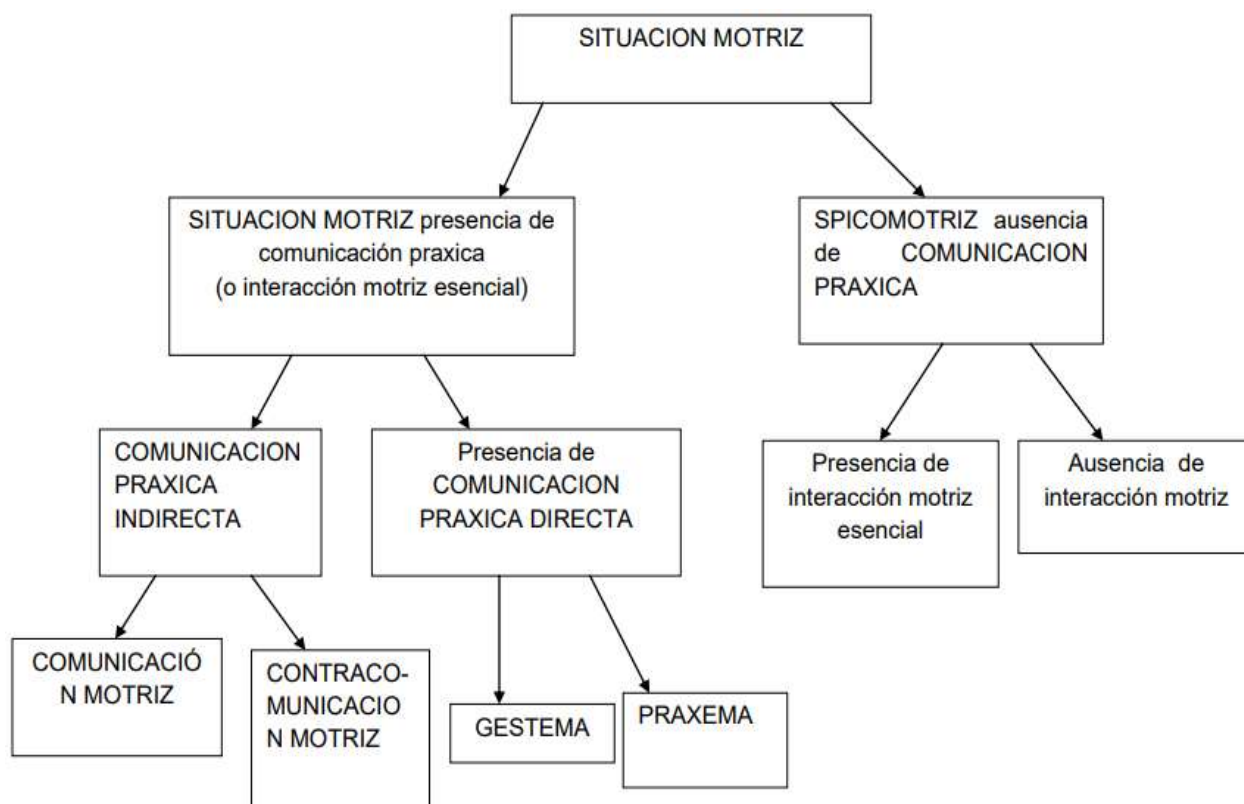 SITUACION MOTRIZ
SITUACION MOTRIZ presencia de
comunicación praxica
(o interacción motriz esencial)
SPICOMOTRIZ ausencia
de COMUNICACION
PRAXICA
COMUNICACION
PRAXICA
INDIRECTA
Presencia de
COMUNICACION
PRAXICA DIRECTA
Presencia de
interacción motriz
esencial
Ausencia de
interacción motriz
COMUNICACIÓ
N MOTRIZ
CONTRACO-
MUNICACIO
N MOTRIZ
GESTEMA
PRAXEMA